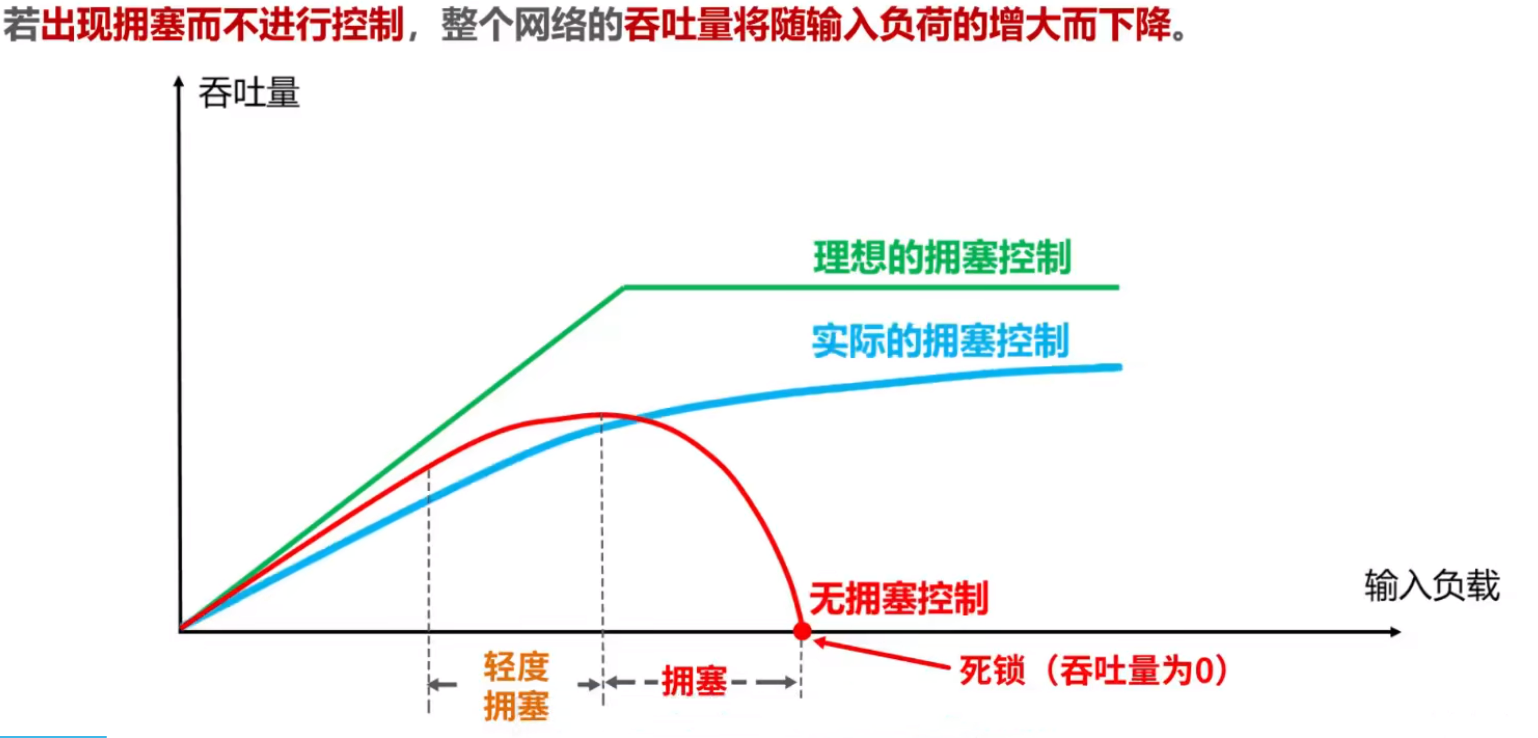 若出现拥塞而不进行控制，整个网络的吞吐量将随输入负荷的增大而下降。
吞吐量
理想的拥塞控制
实际的拥塞控制
无拥塞控制
输入负载
轻度
拥塞
拥塞
死锁（吞吐量为0）